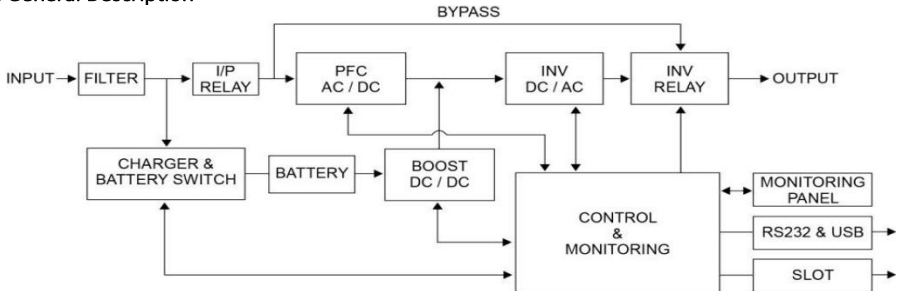 General Description
BYPASS
INPUT
FILTER
I/P
RELAY
PFC
AC / DC
INV
DC / AC
INV
RELAY
OUTPUT
CHARGER &
BATTERY SWITCH
BATTERY
BOOST
DC / DC
CONTROL
&
MONITORING
MONITORING
PANEL
RS232 & USB
SLOT